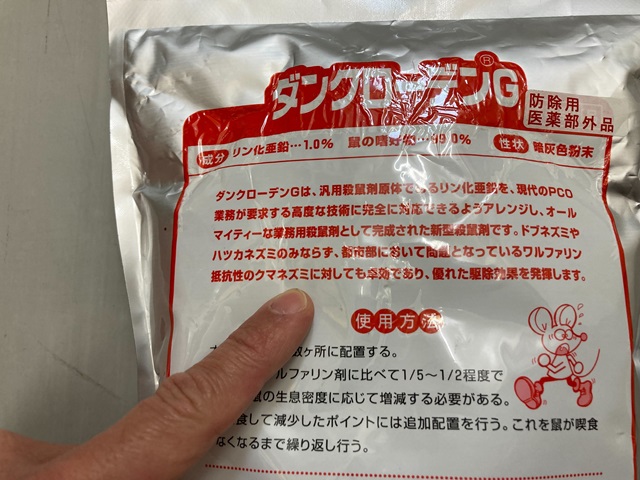 ダンクローデンG®
防除用
医薬部外品
成分 リン化亜鉛…1.0% 鼠の嗜好物…99.0% 性状 暗灰色粉末
ダンクローデンGは、汎用殺鼠剤原体であるリン化亜鉛を、現代のPCO
業務が要求する高度な技術に完全に対応できるようアレンジし、オール
マイティーな業務用殺鼠剤として完成された新型殺鼠剤です。ドブネズミや
ハツカネズミのみならず、都市部において問題となっているワルファリン
抵抗性のクマネズミに対しても卓効であり、優れた駆除効果を発揮します。
使用方法
ヶ所に配置する。
ルファリン剤に比べて1/5〜1/2程度で
の生息密度に応じて増減する必要がある。
食して減少したポイントには追加配置を行う。これを鼠が喫食
なくなるまで繰り返し行う。